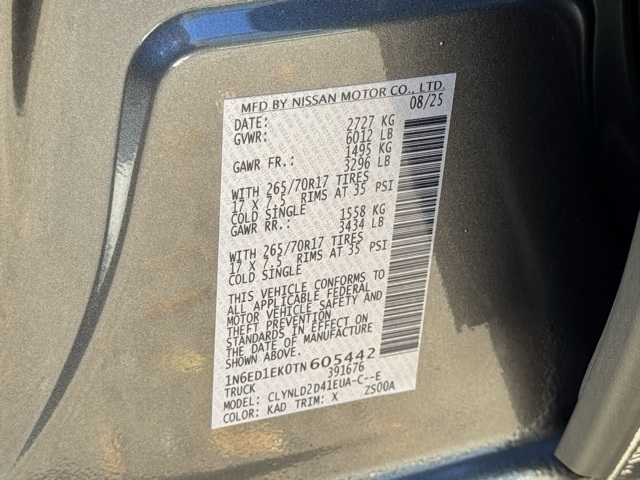 MFD BY NISSAN MOTOR CO., LTD.
DATE: 08/25
GVWR: 2727 KG
6012 LB
GAWR FR.: 1495 KG
3296 LB
WITH 265/70R17 TIRES
17 X 7.5 RIMS AT 35 PSI
COLD SINGLE
GAWR RR.: 1558 KG
3434 LB
WITH 265/70R17 TIRES
17 X 7.5 RIMS AT 35 PSI
COLD SINGLE
THIS VEHICLE CONFORMS TO
ALL APPLICABLE FEDERAL
MOTOR VEHICLE SAFETY AND
THEFT PREVENTION
STANDARDS IN EFFECT ON
THE DATE OF MANUFACTURE
SHOWN ABOVE.
1N6ED1EK0TN605442
TRUCK 391676
MODEL: CLYNLD2D41EUA-C--E
COLOR: KAD TRIM: X ZS00A